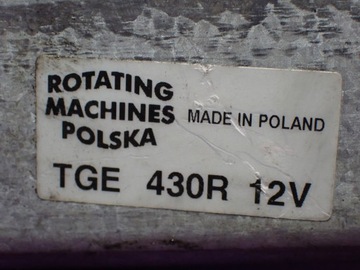 ROTATING
MACHINES
POLSKA
MADE IN POLAND
TGE 430R 12V